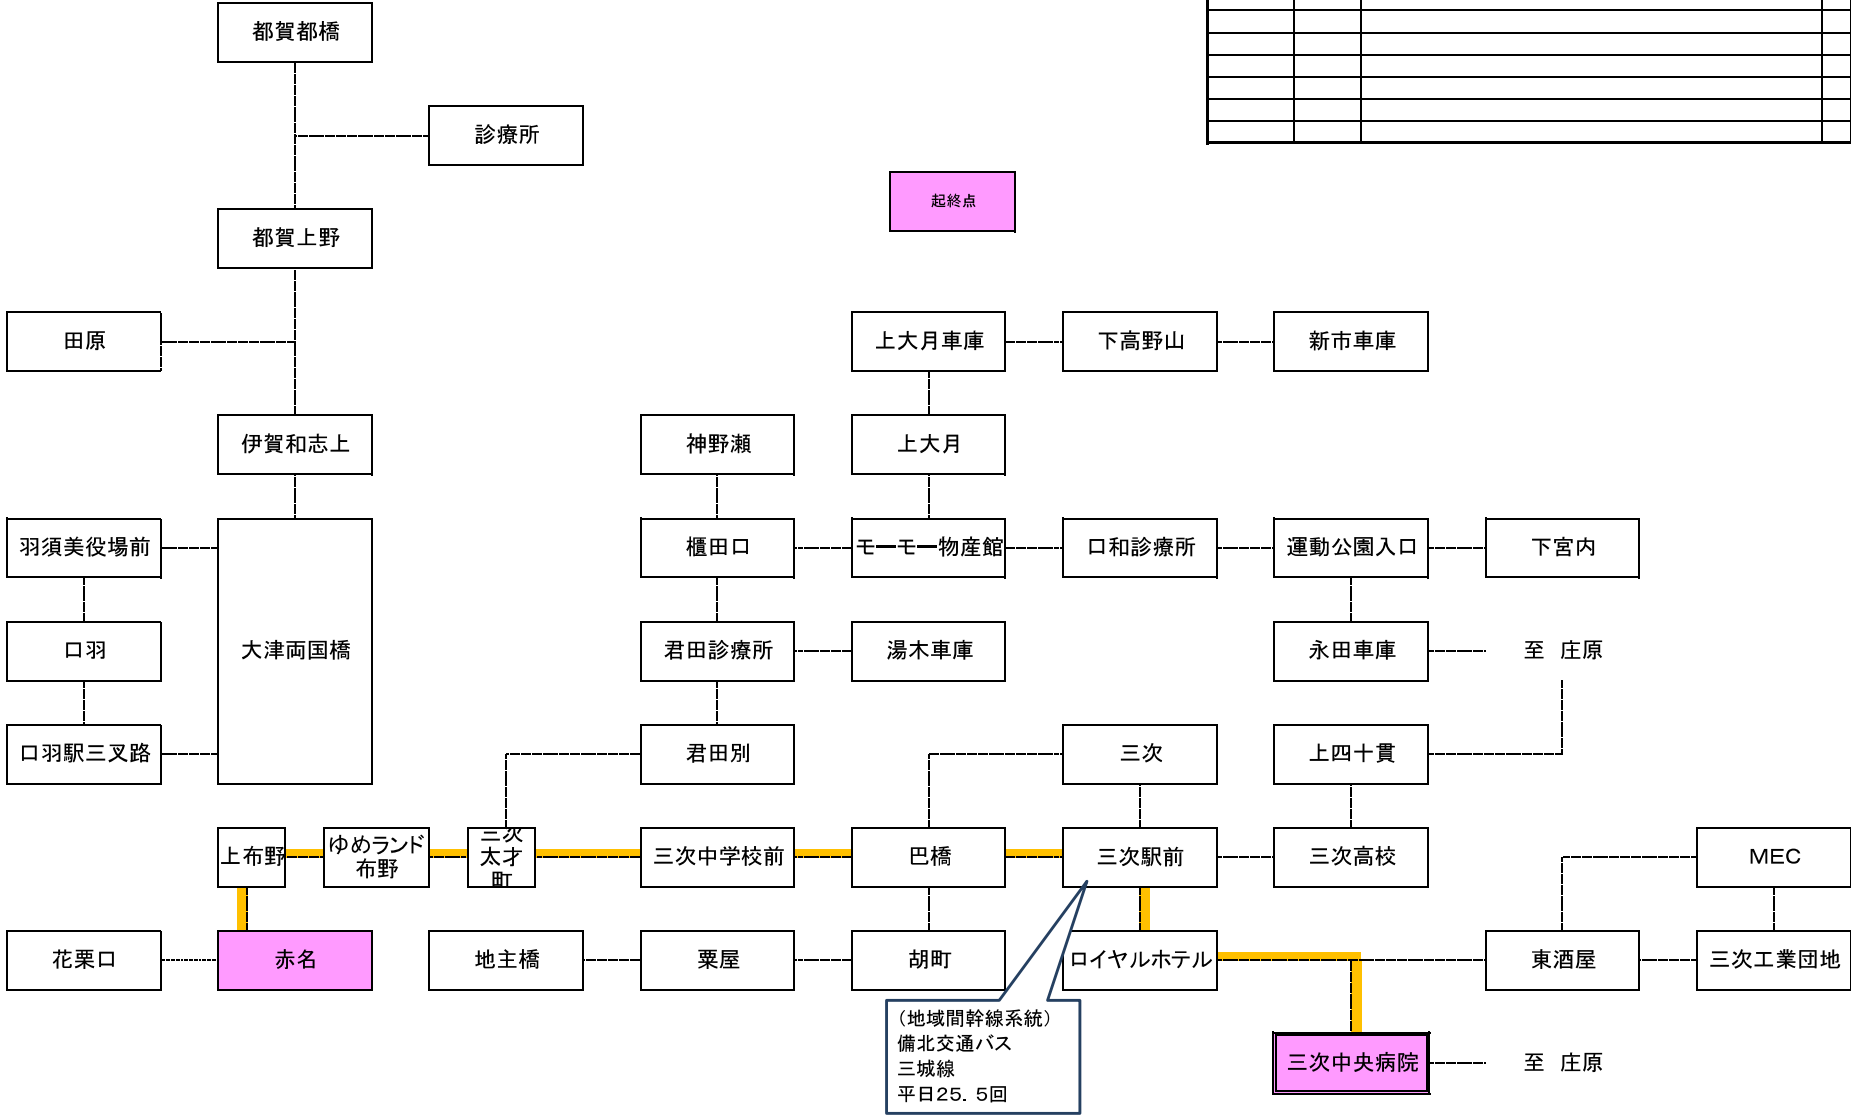 都賀都橋
診療所
起終点
都賀上野
田原
上大月車庫
下高野山
新市車庫
伊賀和志上
神野瀬
上大月
羽須美役場前
大津両国橋
櫃田口
モーモー物産館
口和診療所
運動公園入口
下宮内
口羽
君田診療所
湯木車庫
永田車庫
至 庄原
口羽駅三叉路
君田別
三次
上四十貫
上布野
ゆめランド
布野
三次
太才
町
三次中学校前
巴橋
三次駅前
三次高校
MEC
花栗口
赤名
地主橋
粟屋
胡町
ロイヤルホテル
東酒屋
三次工業団地
(地域間幹線系統)
備北交通バス
三城線
平日25.5回
三次中央病院
至 庄原